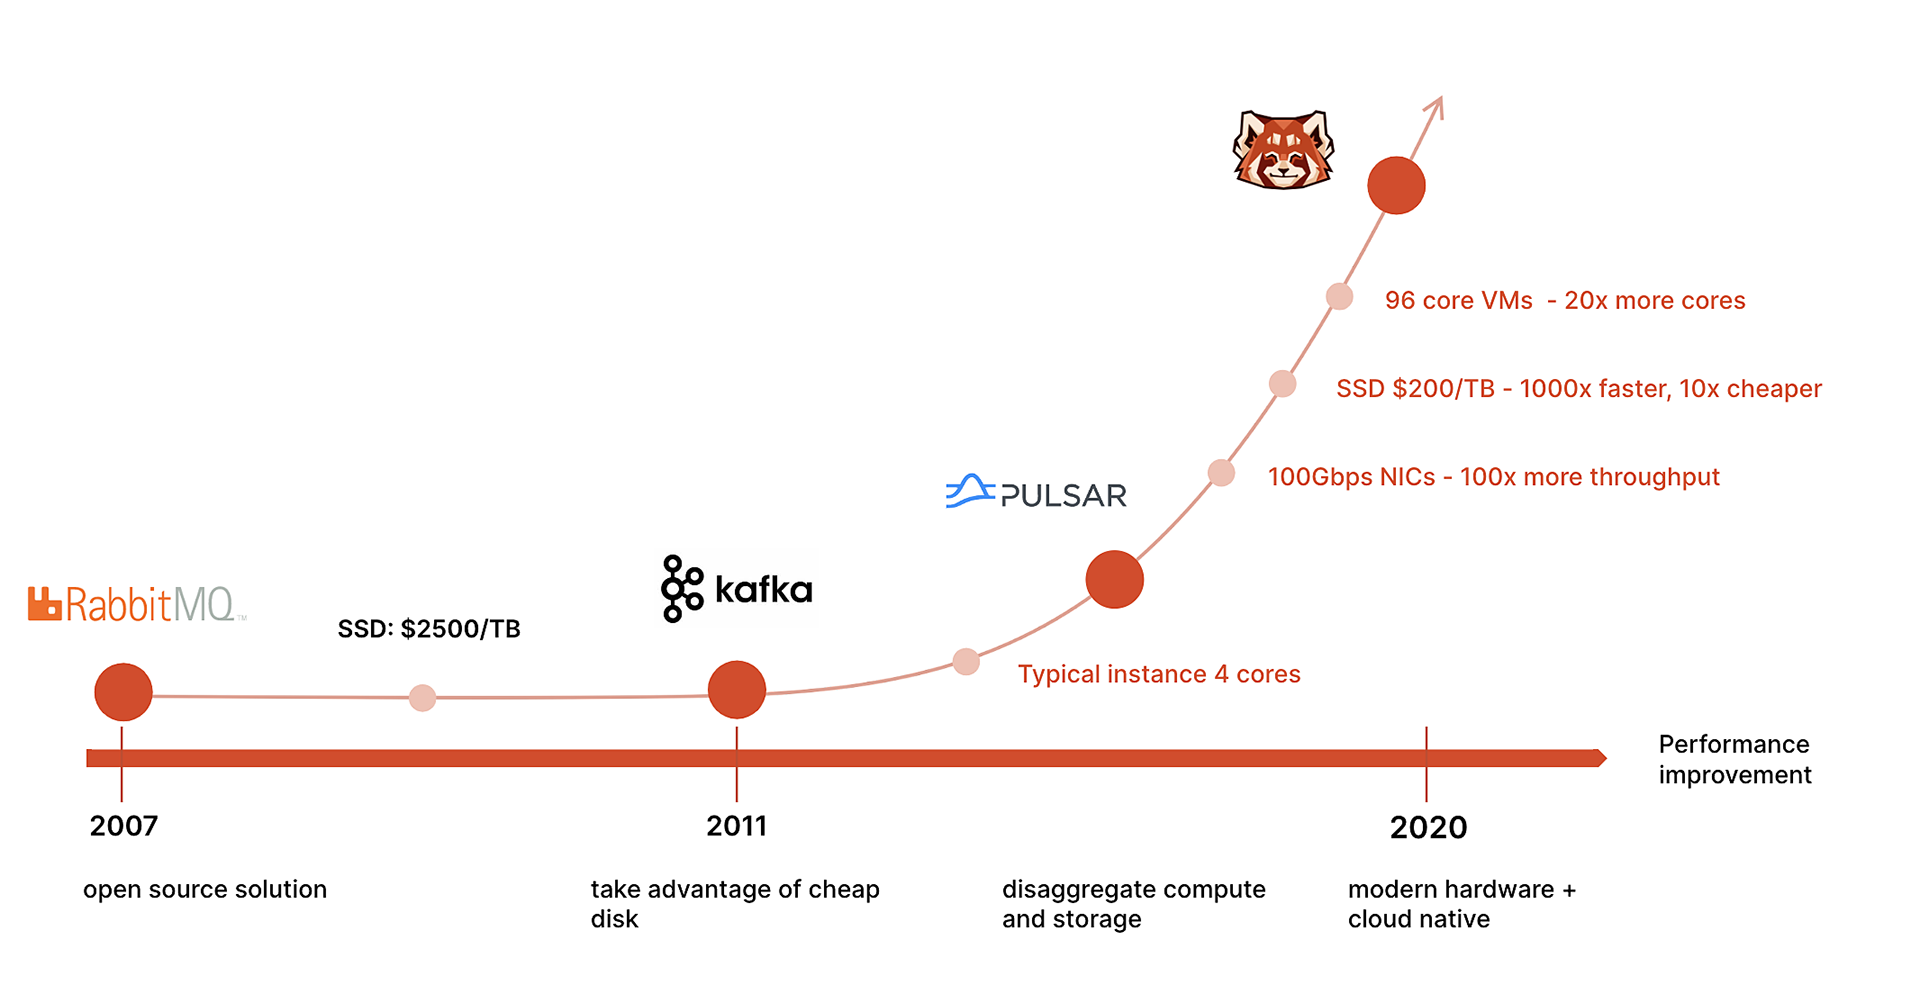 96 core VMs - 20x more cores
SSD $200/TB - 1000x faster, 10x cheaper
100Gbps NICs - 100x more throughput
PULSAR
kafka
RabbitMQ™
SSD: $2500/TB
Typical instance 4 cores
Performance
improvement
2007
2011
2020
open source solution
take advantage of cheap
disk
disaggregate compute
and storage
modern hardware +
cloud native